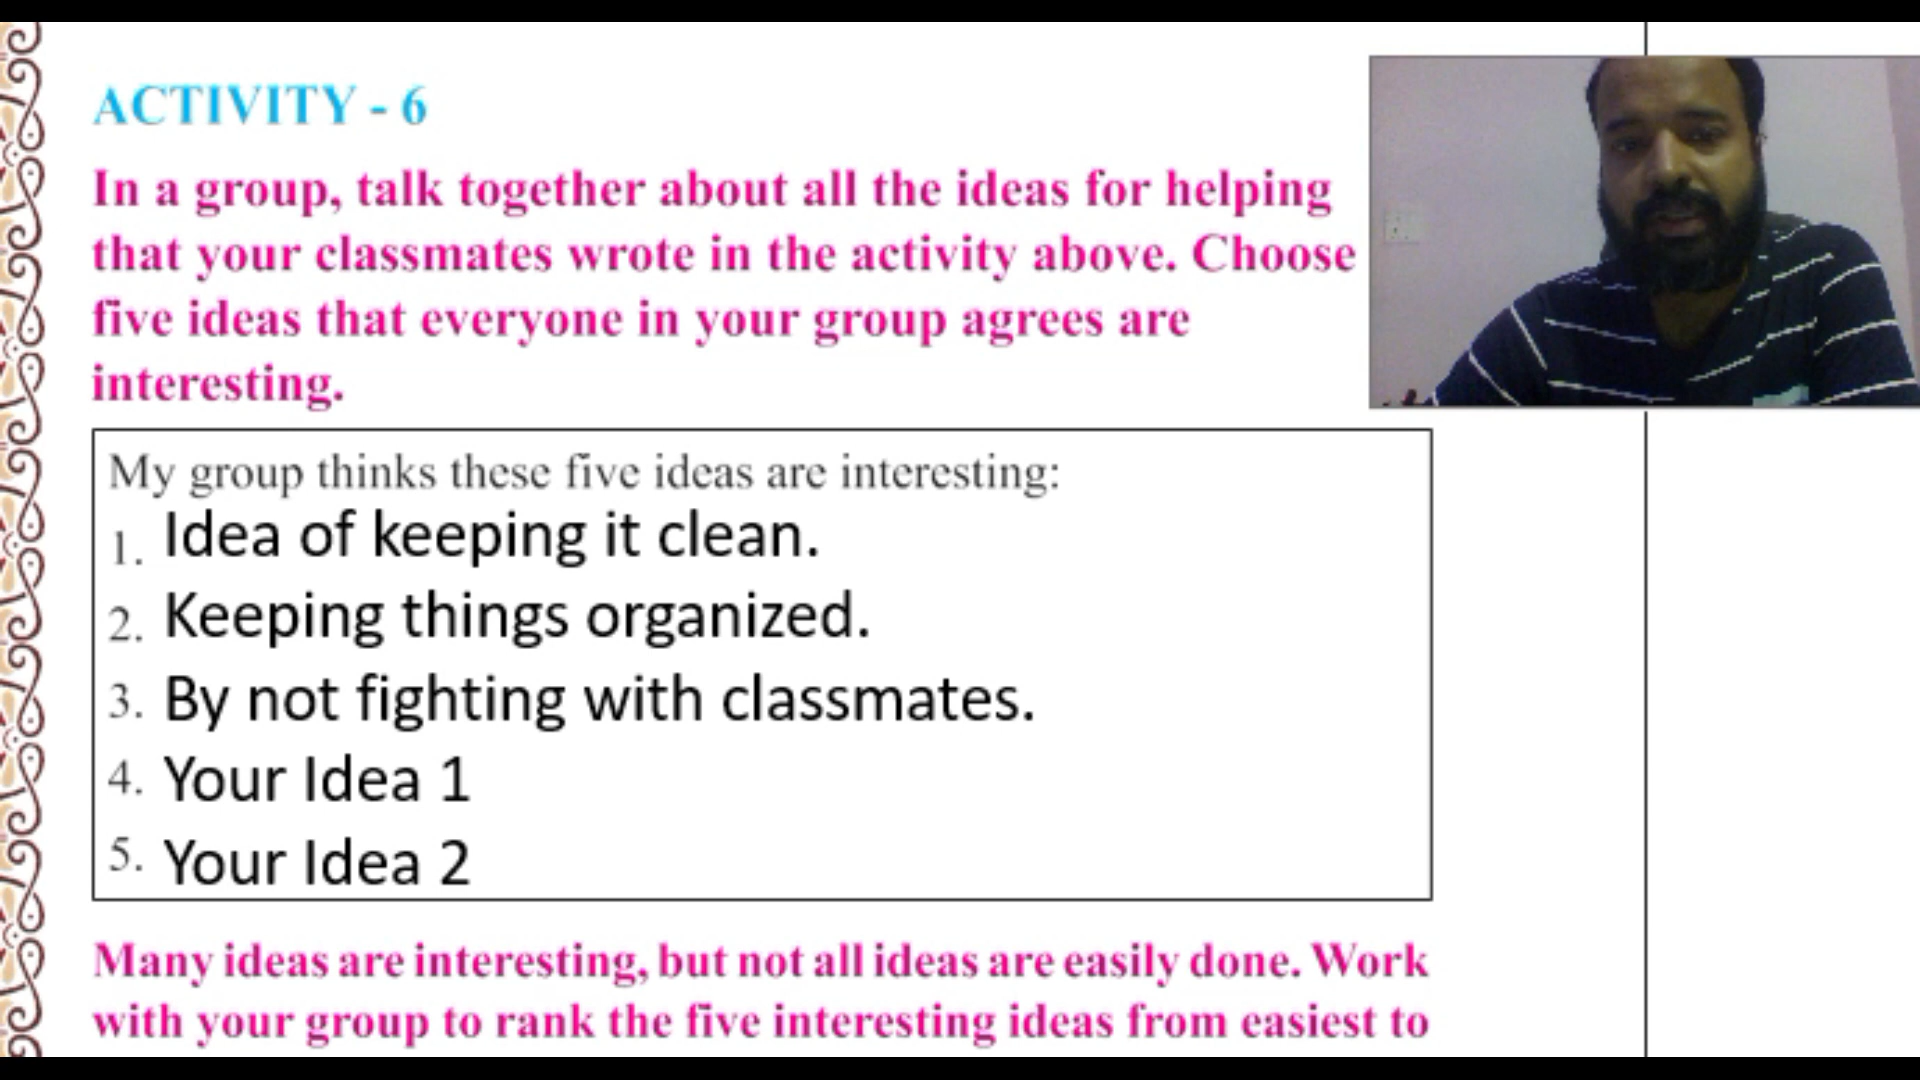 ACTIVITY - 6
In a group, talk together about all the ideas for helping
that your classmates wrote in the activity above. Choose
five ideas that everyone in your group agrees are
interesting.
My group thinks these five ideas are interesting:
1. Idea of keeping it clean.
2. Keeping things organized.
3. By not fighting with classmates.
4. Your Idea 1
5. Your Idea 2
Many ideas are interesting, but not all ideas are easily done. Work
with your group to rank the five interesting ideas from easiest to